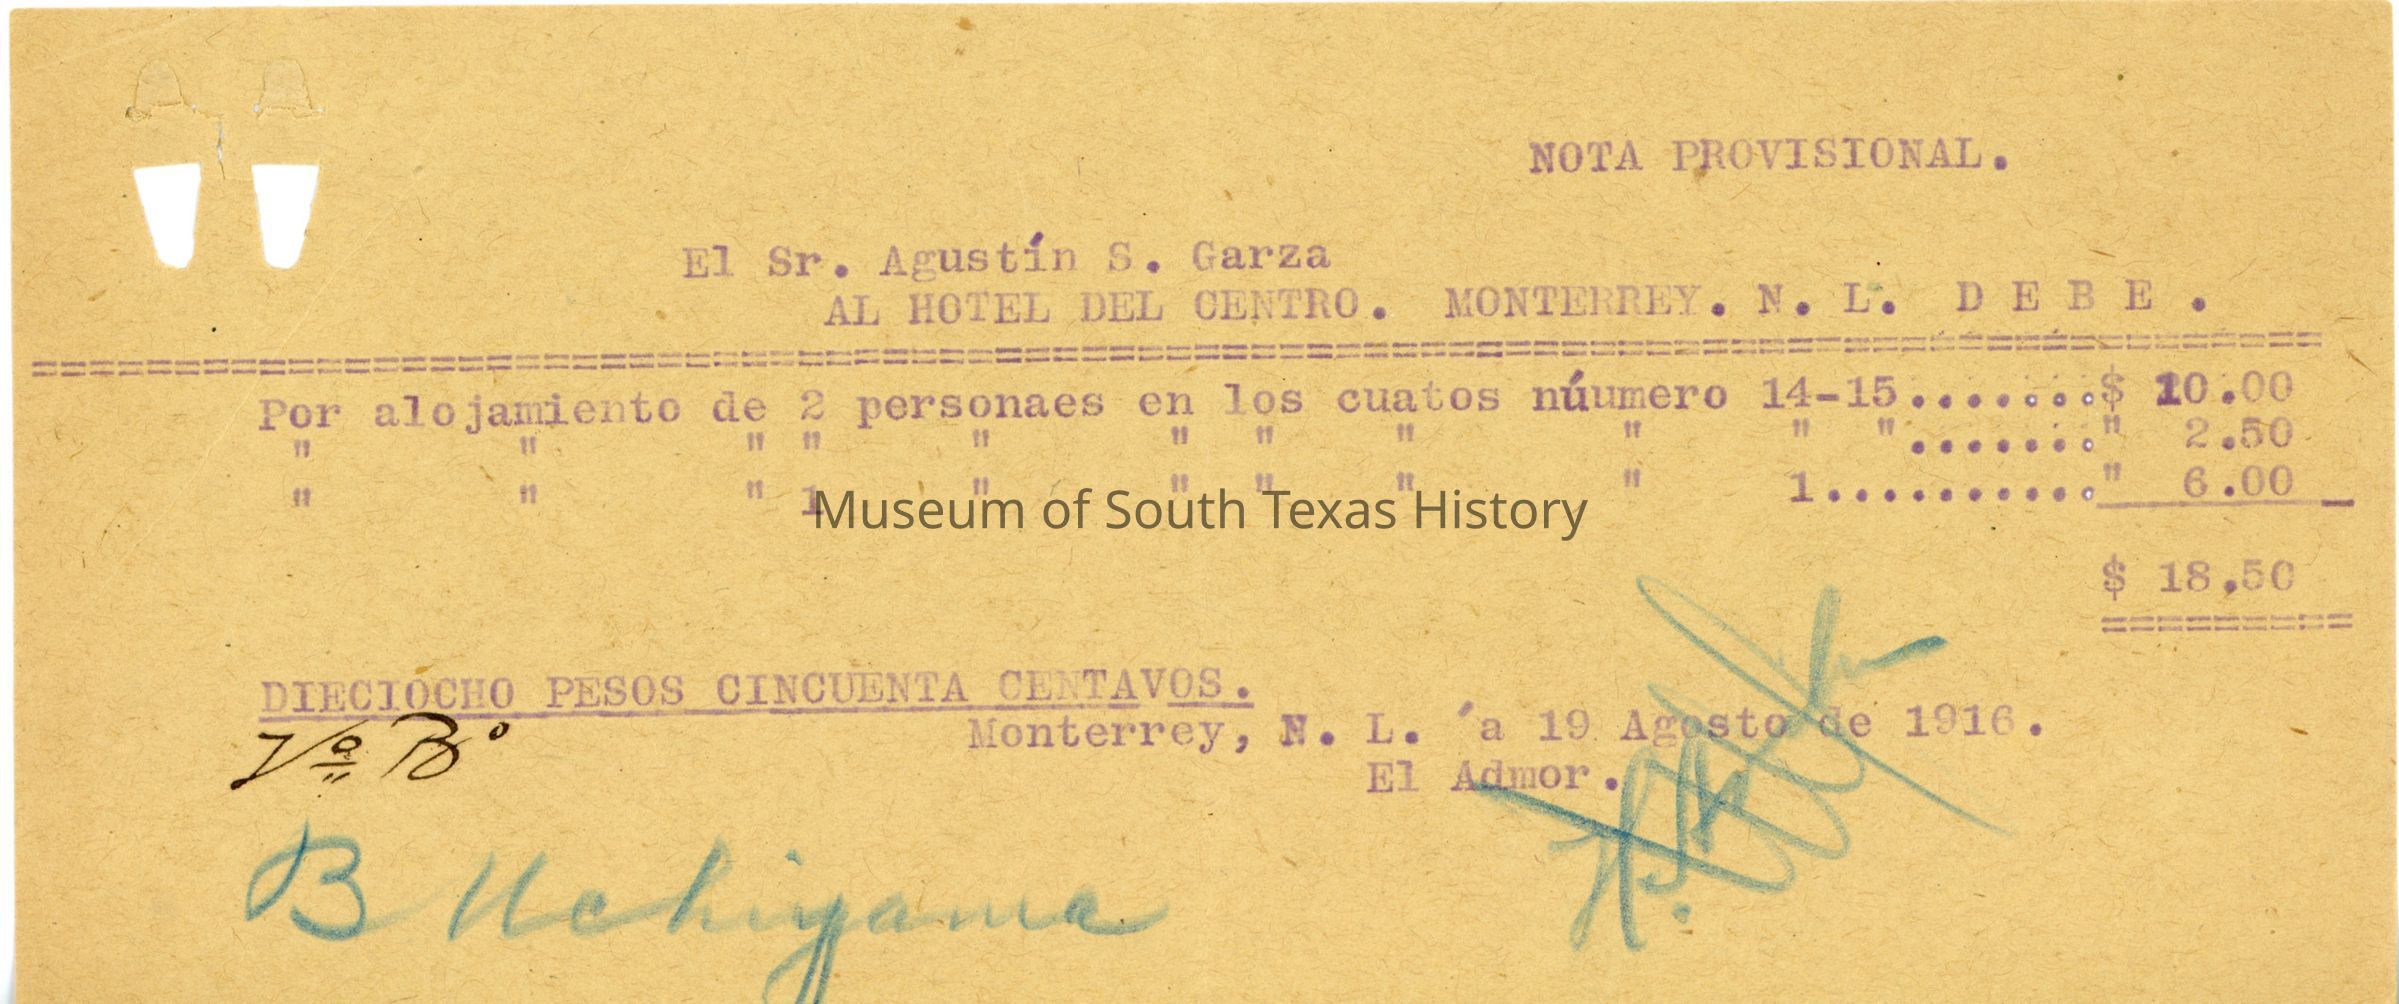 NOTA PROVISIONAL.
El Sr. Agustín S. Garza
AL HOTEL DEL CENTRO. MONTERREY. N. L. D E B E .
================================================================================
Por alojamiento de 2 personaes en los cuatos núumero 14-15.......$ 10.00
" " " " " " " " " " ".......” 2.50
" " " 1 " " " " " 1..........” 6.00
Museum of South Texas History
$ 18.50
=========
DIECIOCHO PESOS CINCUENTA CENTAVOS.
Vº Bº
Monterrey, N. L. ´a 19 Agosto de 1916.
El Admor.
B Uchiyama